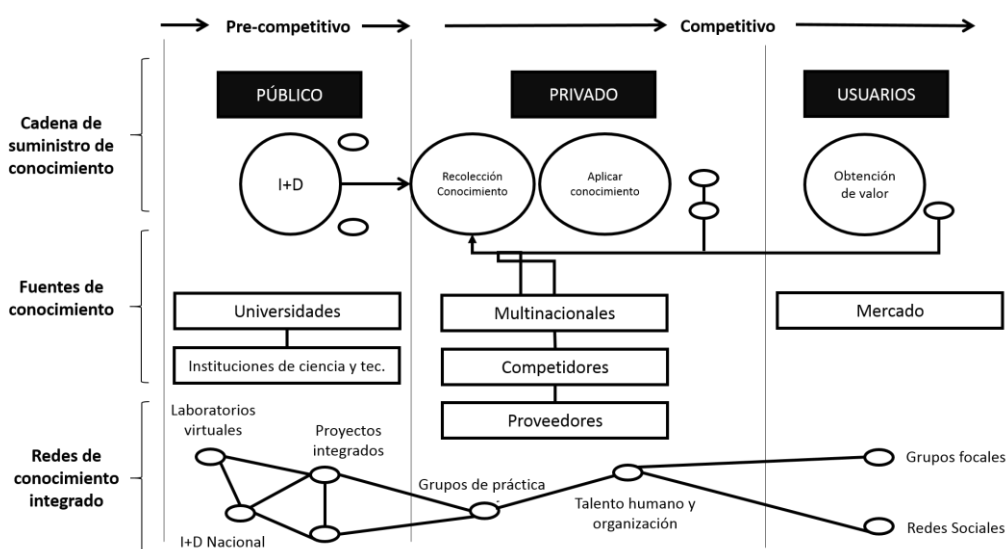 Pre-competitivo
Competitivo
Cadena de
suministro de
conocimiento
PÚBLICO
PRIVADO
USUARIOS
I+D
Recolección
Conocimiento
Aplicar
conocimiento
Obtención
de valor
Fuentes de
conocimiento
Universidades
Instituciones de ciencia y tec.
Multinacionales
Competidores
Proveedores
Mercado
Redes de
conocimiento
integrado
Laboratorios
virtuales
Proyectos
integrados
I+D Nacional
Grupos de práctica
Talento humano y
organización
Grupos focales
Redes Sociales